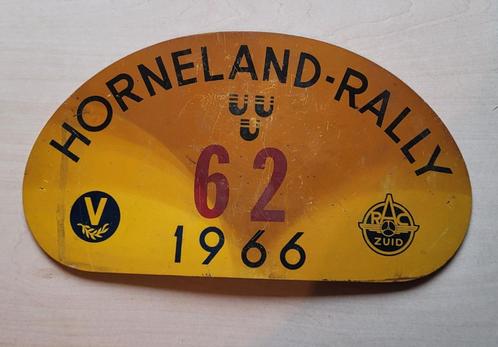 HORNELAND-RALLY
62
V
RAC
ZUID
1966